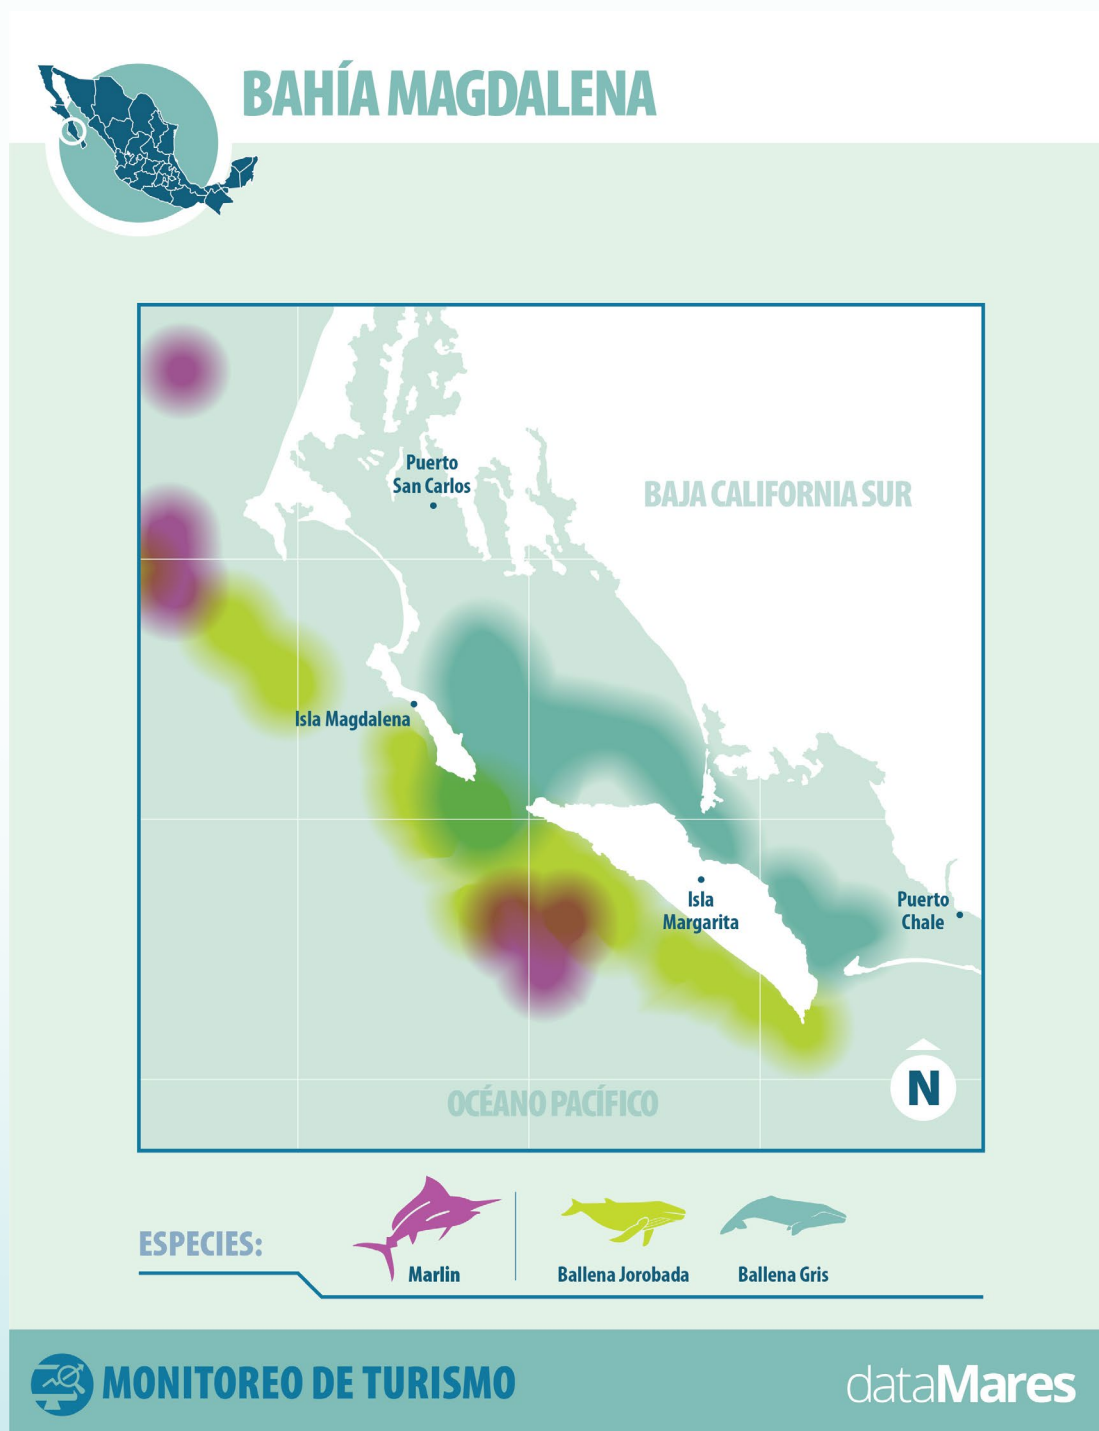 BAHÍA MAGDALENA
Puerto
San Carlos
BAJA CALIFORNIA SUR
Isla Magdalena
Isla
Margarita
Puerto
Chale
N
OCÉANO PACÍFICO
ESPECIES:
Marlin
Ballena Jorobada
Ballena Gris
MONITOREO DE TURISMO
dataMares